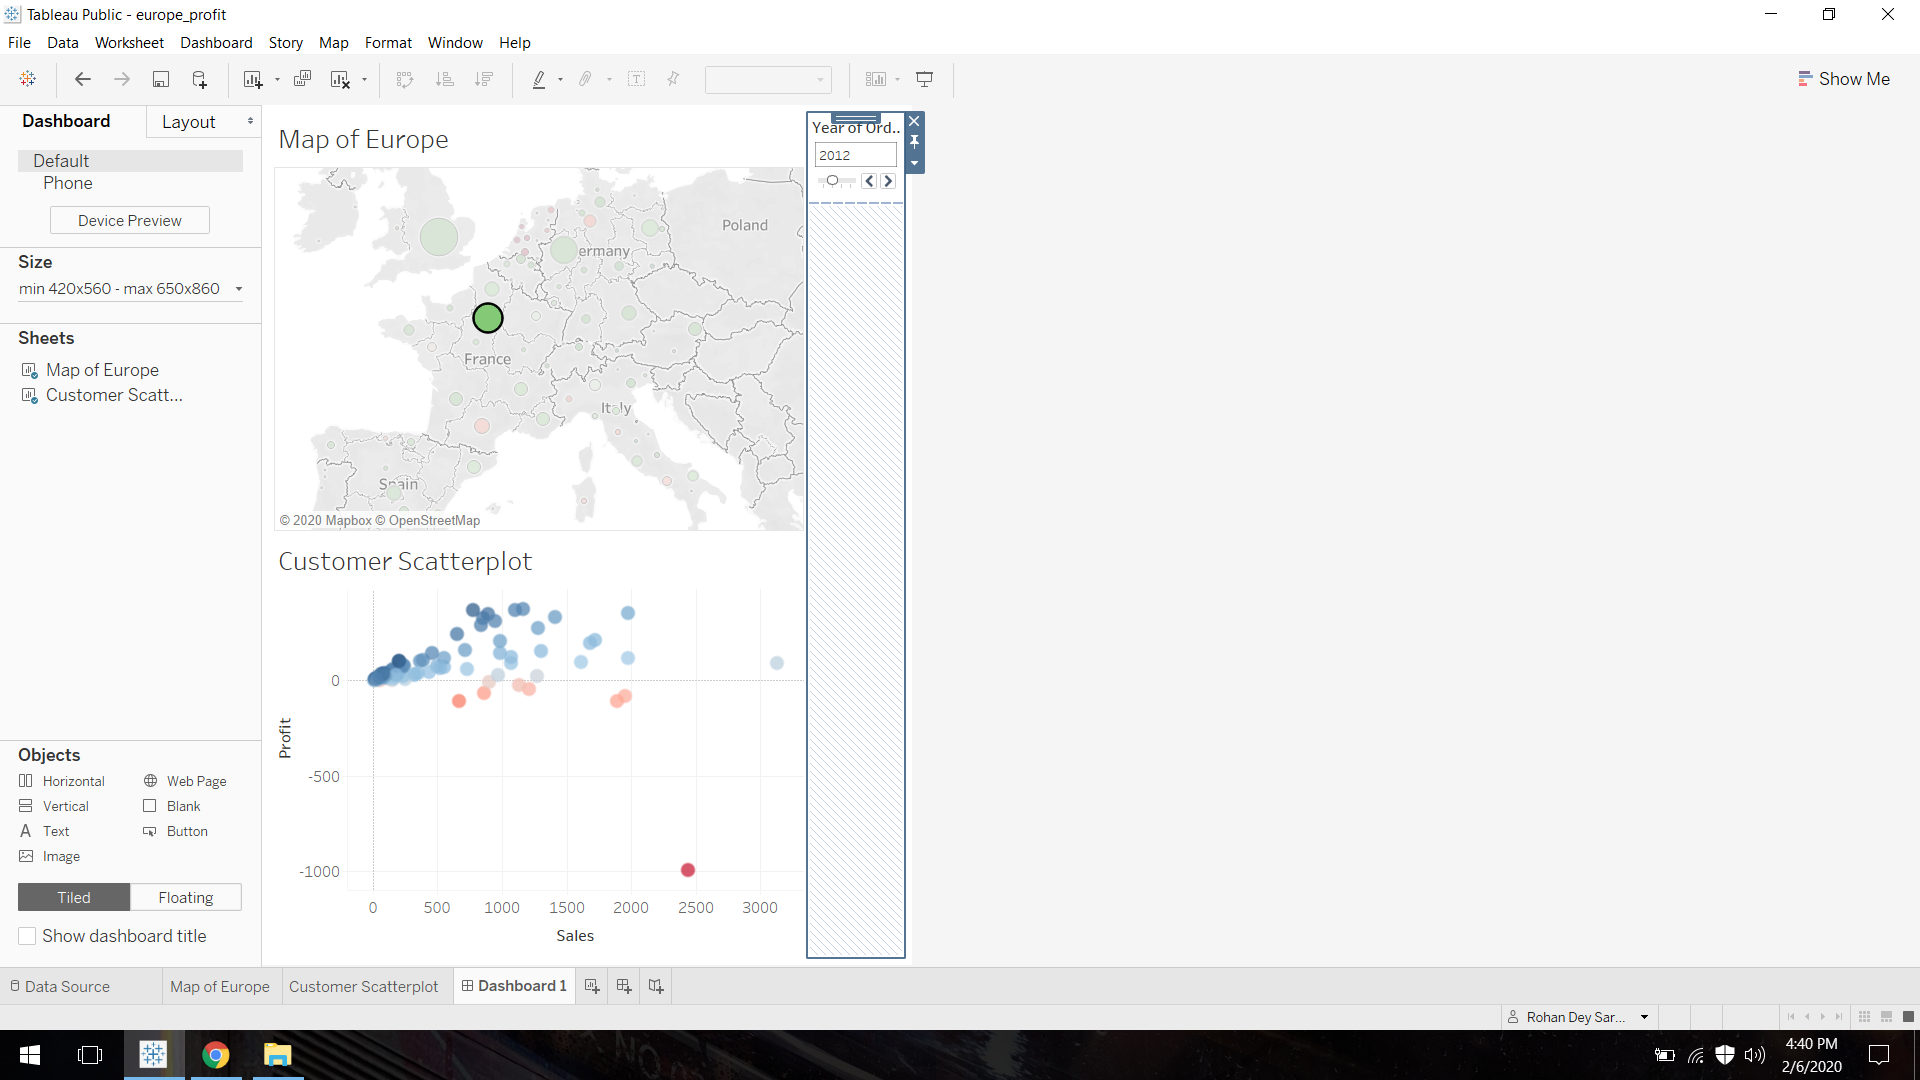 Tableau Public - europe_profit
File Data Worksheet Dashboard Story Map Format Window Help
Show Me
Dashboard
Layout
Default
Phone
Device Preview
Size
min 420x560 - max 650x860
Sheets
Map of Europe
Customer Scatt...
Objects
Horizontal
Web Page
Vertical
Blank
A Text
Button
Image
Tiled
Floating
Show dashboard title
Map of Europe
Poland
ermany
France
Italy
Spain
© 2020 Mapbox © OpenStreetMap
Year of Ord..
2012
Customer Scatterplot
Profit
0
-500
-1000
0 500 1000 1500 2000 2500 3000
Sales
Data Source
Map of Europe
Customer Scatterplot
Dashboard 1
Rohan Dey Sar...
4:40 PM
2/6/2020